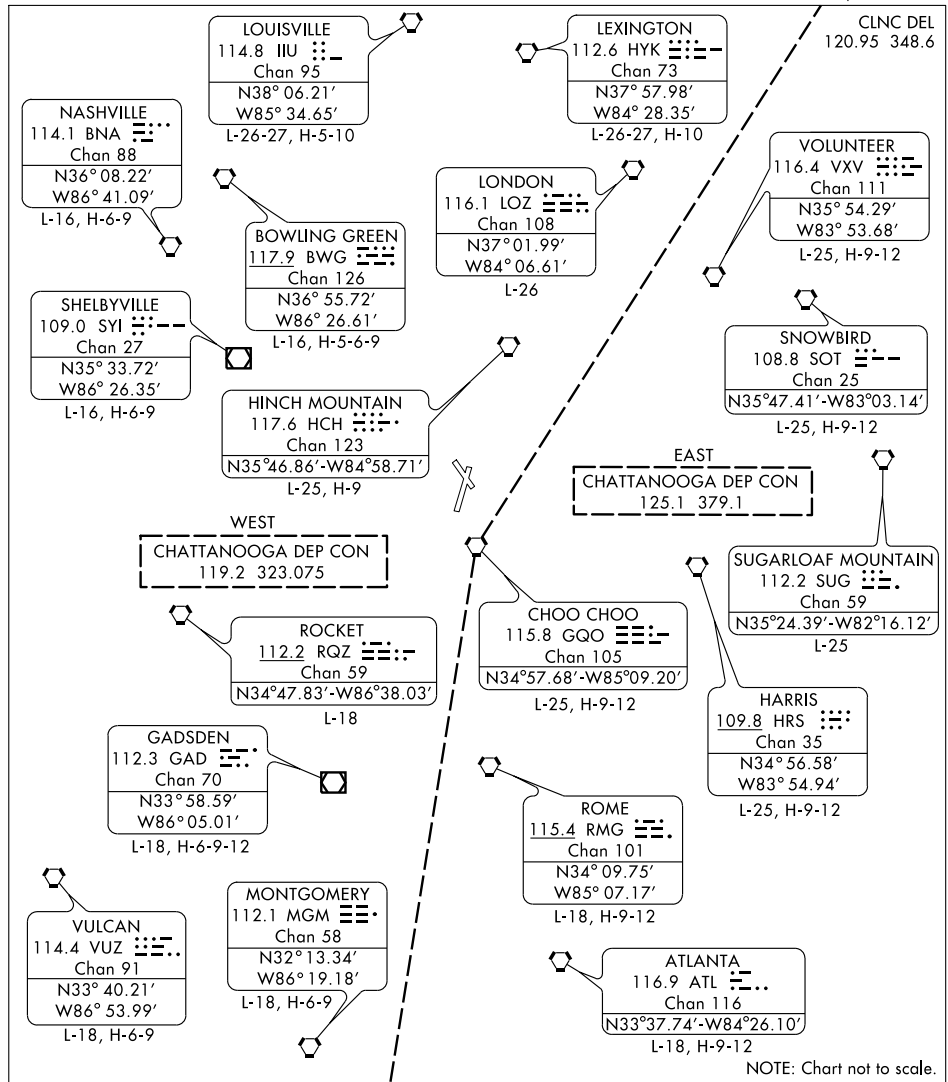 CLNC DEL
120.95 348.6
LOUISVILLE
114.8 IIU
Chan 95
N38° 06.21’
W85° 34.65’
L-26-27, H-5-10
LEXINGTON
112.6 HYK
Chan 73
N37° 57.98’
W84° 28.35’
L-26-27, H-10
NASHVILLE
114.1 BNA
Chan 88
N36° 08.22’
W86° 41.09’
L-16, H-6-9
VOLUNTEER
116.4 VXV
Chan 111
N35° 54.29’
W83° 53.68’
L-25, H-9-12
LONDON
116.1 LOZ
Chan 108
N37° 01.99’
W84° 06.61’
L-26
BOWLING GREEN
117.9 BWG
Chan 126
N36° 55.72’
W86° 26.61’
L-16, H-5-6-9
SHELBYVILLE
109.0 SYI
Chan 27
N35° 33.72’
W86° 26.35’
L-16, H-6-9
SNOWBIRD
108.8 SOT
Chan 25
N35°47.41’-W83°03.14’
L-25, H-9-12
HINCH MOUNTAIN
117.6 HCH
Chan 123
N35°46.86’-W84°58.71’
L-25, H-9
EAST
CHATTANOOGA DEP CON
125.1 379.1
WEST
CHATTANOOGA DEP CON
119.2 323.075
SUGARLOAF MOUNTAIN
112.2 SUG
Chan 59
N35°24.39’-W82°16.12’
L-25
CHOO CHOO
115.8 GQO
Chan 105
N34°57.68’-W85°09.20’
L-25, H-9-12
ROCKET
112.2 RQZ
Chan 59
N34°47.83’-W86°38.03’
L-18
HARRIS
109.8 HRS
Chan 35
N34° 56.58’
W83° 54.94’
L-25, H-9-12
GADSDEN
112.3 GAD
Chan 70
N33° 58.59’
W86° 05.01’
L-18, H-6-9-12
ROME
115.4 RMG
Chan 101
N34° 09.75’
W85° 07.17’
L-18, H-9-12
VULCAN
114.4 VUZ
Chan 91
N33° 40.21’
W86° 53.99’
L-18, H-6-9
MONTGOMERY
112.1 MGM
Chan 58
N32° 13.34’
W86° 19.18’
L-18, H-6-9
ATLANTA
116.9 ATL
Chan 116
N33°37.74’-W84°26.10’
L-18, H-9-12
NOTE: Chart not to scale.